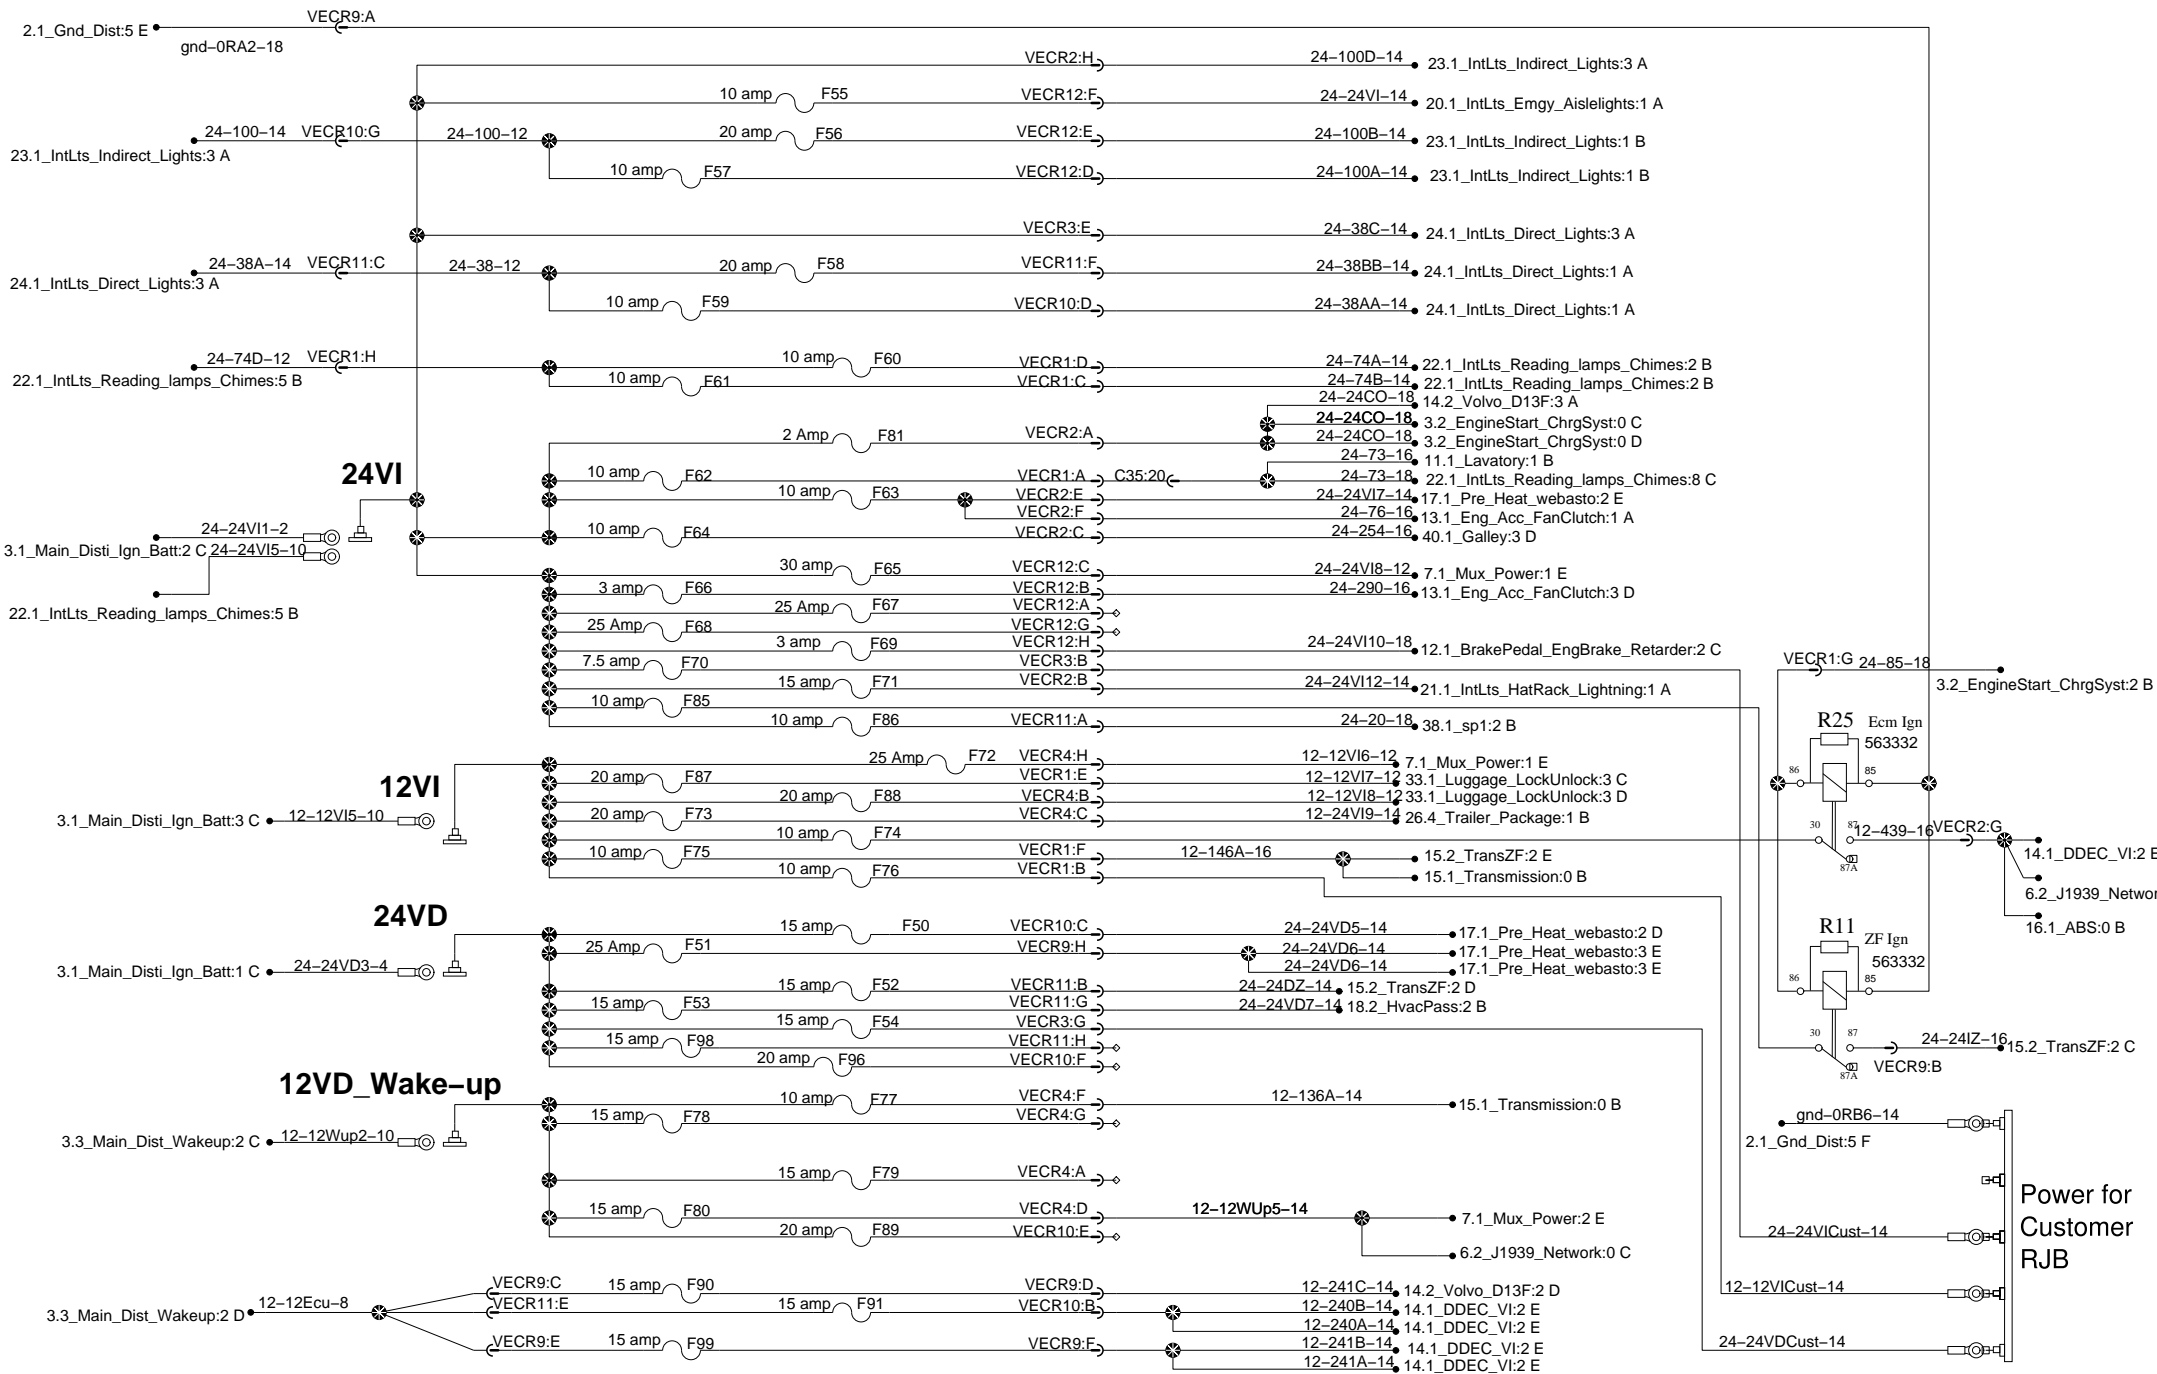 VECR9:A
2.1_Gnd_Dist:5 E
gnd−0RA2−18
VECR2:H 24−100D−14 23.1_IntLts_Indirect_Lights:3 A
10 amp F55 VECR12:F 24−24VI−14 20.1_IntLts_Emgy_Aislelights:1 A
24−100−14 VECR10:G 24−100−12 20 amp F56 VECR12:E 24−100B−14 23.1_IntLts_Indirect_Lights:1 B
23.1_IntLts_Indirect_Lights:3 A
10 amp F57 VECR12:D 24−100A−14 23.1_IntLts_Indirect_Lights:1 B
VECR3:E 24−38C−14 24.1_IntLts_Direct_Lights:3 A
24−38A−14 VECR11:C 24−38−12 20 amp F58 VECR11:F 24−38BB−14 24.1_IntLts_Direct_Lights:1 A
24.1_IntLts_Direct_Lights:3 A
10 amp F59 VECR10:D 24−38AA−14 24.1_IntLts_Direct_Lights:1 A
24−74D−12 VECR1:H 10 amp F60 VECR1:D 24−74A−14 22.1_IntLts_Reading_lamps_Chimes:2 B
22.1_IntLts_Reading_lamps_Chimes:5 B
10 amp F61 VECR1:C 24−74B−14 22.1_IntLts_Reading_lamps_Chimes:2 B
24−24CO−18 14.2_Volvo_D13F:3 A
24−24CO−18 3.2_EngineStart_ChrgSyst:0 C
2 Amp F81 VECR2:A 24−24CO−18 3.2_EngineStart_ChrgSyst:0 D
24−73−16 11.1_Lavatory:1 B
24VI
10 amp F62 VECR1:A C35:20 24−73−18 22.1_IntLts_Reading_lamps_Chimes:8 C
10 amp F63 VECR2:E 24−24VI7−14 17.1_Pre_Heat_webasto:2 E
VECR2:F 24−76−16 13.1_Eng_Acc_FanClutch:1 A
24−24VI1−2 10 amp F64 VECR2:C 24−254−16 40.1_Galley:3 D
3.1_Main_Disti_Ign_Batt:2 C 24−24VI5−10
22.1_IntLts_Reading_lamps_Chimes:5 B
30 amp F65 VECR12:C 24−24VI8−12 7.1_Mux_Power:1 E
3 amp F66 VECR12:B 24−290−16 13.1_Eng_Acc_FanClutch:3 D
25 Amp F67 VECR12:A
25 Amp F68 VECR12:G
3 amp F69 VECR12:H 24−24VI10−18 12.1_BrakePedal_EngBrake_Retarder:2 C
7.5 amp F70 VECR3:B
VECR1:G 24−85−18
3.2_EngineStart_ChrgSyst:2 B
15 amp F71 VECR2:B 24−24VI12−14 21.1_IntLts_HatRack_Lightning:1 A
10 amp F85
10 amp F86 VECR11:A 24−20−18 38.1_sp1:2 B
R25 Ecm Ign
563332
86 85
12VI
25 Amp F72 VECR4:H 12−12VI6−12 7.1_Mux_Power:1 E
20 amp F87 VECR1:E 12−12VI7−12 33.1_Luggage_LockUnlock:3 C
20 amp F88 VECR4:B 12−12VI8−12 33.1_Luggage_LockUnlock:3 D
3.1_Main_Disti_Ign_Batt:3 C 12−12VI5−10 20 amp F73 VECR4:C 12−24VI9−14 26.4_Trailer_Package:1 B
10 amp F74 30 87 12−439−16 VECR2:G
87A
14.1_DDEC_VI:2 E
10 amp F75 VECR1:F 12−146A−16 15.2_TransZF:2 E
10 amp F76 VECR1:B 15.1_Transmission:0 B
6.2_J1939_Networ
16.1_ABS:0 B
24VD
15 amp F50 VECR10:C 24−24VD5−14 17.1_Pre_Heat_webasto:2 D
R11 ZF Ign
563332
25 Amp F51 VECR9:H 24−24VD6−14 17.1_Pre_Heat_webasto:3 E
24−24VD6−14 17.1_Pre_Heat_webasto:3 E
3.1_Main_Disti_Ign_Batt:1 C 24−24VD3−4
86 85
15 amp F52 VECR11:B 24−24DZ−14 15.2_TransZF:2 D
15 amp F53 VECR11:G 24−24VD7−14 18.2_HvacPass:2 B
15 amp F54 VECR3:G
15 amp F98 VECR11:H
30 87 24−24IZ−16 15.2_TransZF:2 C
87A VECR9:B
20 amp F96 VECR10:F
12VD_Wake−up
10 amp F77 VECR4:F 12−136A−14 15.1_Transmission:0 B
15 amp F78 VECR4:G
gnd−0RB6−14
2.1_Gnd_Dist:5 F
3.3_Main_Dist_Wakeup:2 C 12−12Wup2−10
15 amp F79 VECR4:A
15 amp F80 VECR4:D 12−12WUp5−14 7.1_Mux_Power:2 E
20 amp F89 VECR10:E
6.2_J1939_Network:0 C
24−24VICust−14
Power for
Customer
RJB
12−12VICust−14
24−24VDCust−14
VECR9:C 15 amp F90 VECR9:D 12−241C−14 14.2_Volvo_D13F:2 D
3.3_Main_Dist_Wakeup:2 D 12−12Ecu−8 VECR11:E 15 amp F91 VECR10:B 12−240B−14 14.1_DDEC_VI:2 E
12−240A−14 14.1_DDEC_VI:2 E
VECR9:E 15 amp F99 VECR9:F 12−241B−14 14.1_DDEC_VI:2 E
12−241A−14 14.1_DDEC_VI:2 E